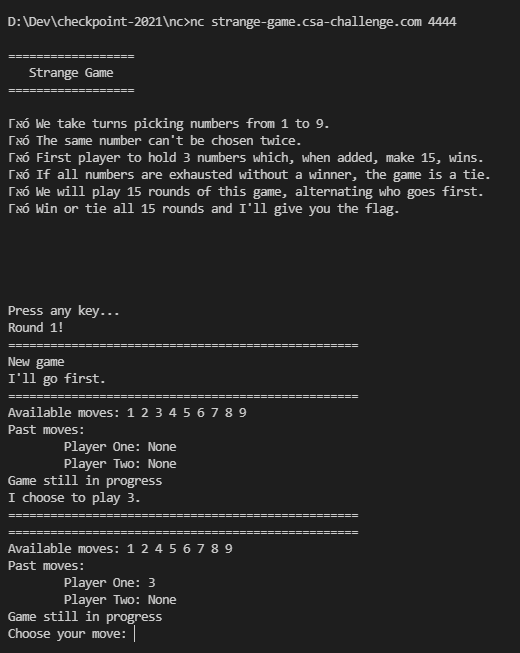 D:\Dev\checkpoint-2021\nc>nc strange-game.csa-challenge.com 4444
==================
Strange Game
==================
Γאó We take turns picking numbers from 1 to 9.
Γאó The same number can't be chosen twice.
Γאó First player to hold 3 numbers which, when added, make 15, wins.
Γאó If all numbers are exhausted without a winner, the game is a tie.
Γאó We will play 15 rounds of this game, alternating who goes first.
Γאó Win or tie all 15 rounds and I'll give you the flag.
Press any key...
Round 1!
==================================================
New game
I'll go first.
==================================================
Available moves: 1 2 3 4 5 6 7 8 9
Past moves:
Player One: None
Player Two: None
Game still in progress
I choose to play 3.
==================================================
==================================================
Available moves: 1 2 4 5 6 7 8 9
Past moves:
Player One: 3
Player Two: None
Game still in progress
Choose your move: